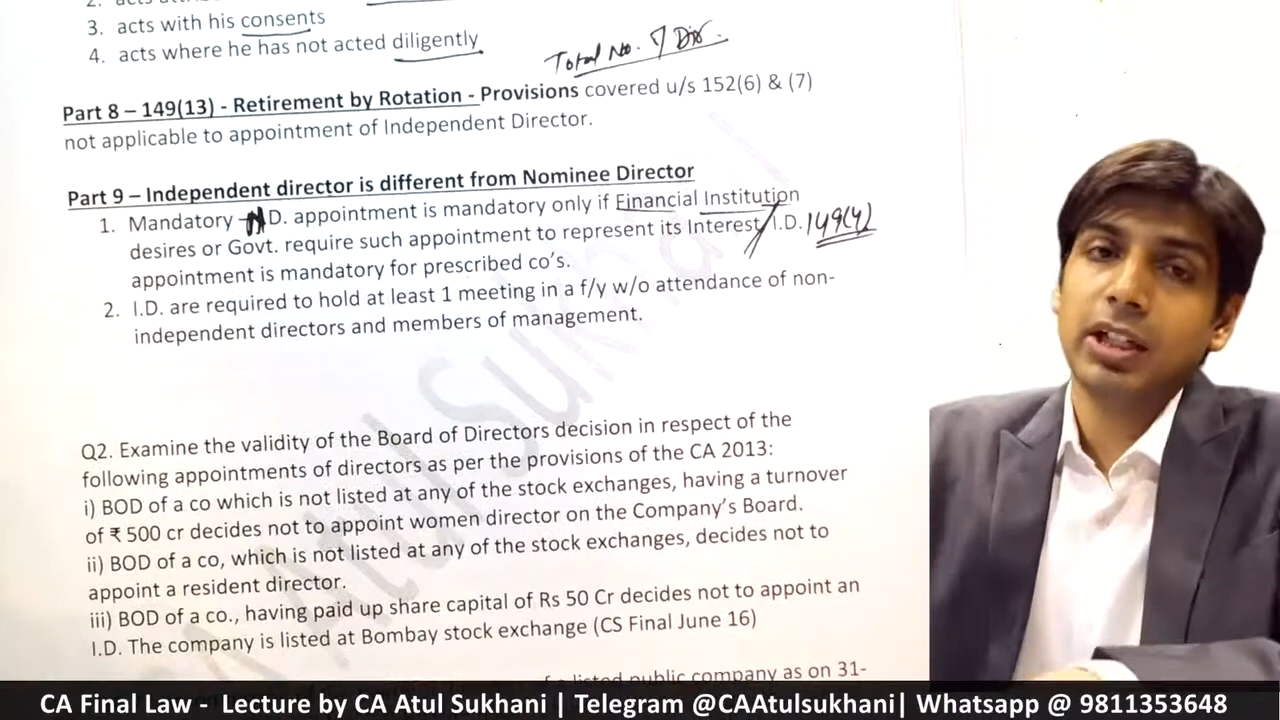 3. acts with his consents
4. acts where he has not acted diligently
Total No. of Dir.
Part 8 – 149(13) - Retirement by Rotation - Provisions covered u/s 152(6) & (7)
not applicable to appointment of Independent Director.
Part 9 – Independent director is different from Nominee Director
1. Mandatory – N D. appointment is mandatory only if Financial Institution
desires or Govt. require such appointment to represent its Interest / I.D. 149(4)
appointment is mandatory for prescribed co's.
2. I.D. are required to hold at least 1 meeting in a f/y w/o attendance of non-
independent directors and members of management.
Q2. Examine the validity of the Board of Directors decision in respect of the
following appointments of directors as per the provisions of the CA 2013:
i) BOD of a co which is not listed at any of the stock exchanges, having a turnover
of ₹ 500 cr decides not to appoint women director on the Company's Board.
ii) BOD of a co, which is not listed at any of the stock exchanges, decides not to
appoint a resident director.
iii) BOD of a co., having paid up share capital of Rs 50 Cr decides not to appoint an
I.D. The company is listed at Bombay stock exchange (CS Final June 16)
listed public company as on 31-
CA Final Law - Lecture by CA Atul Sukhani | Telegram @CAAtulsukhani| Whatsapp @ 9811353648